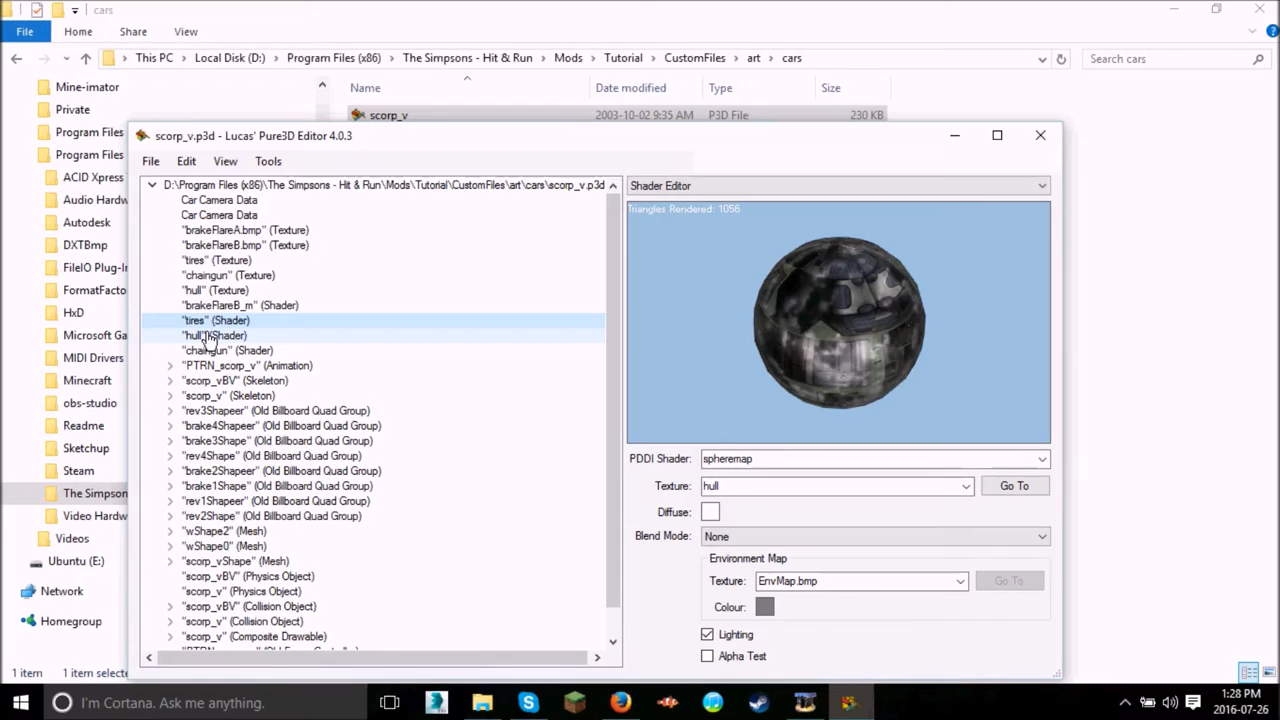 cars
File
Home
Share
View
This PC
Local Disk (D:)
Program Files (x86)
The Simpsons - Hit & Run
Mods
Tutorial
CustomFiles
art
cars
Search cars
Mine-imator
Private
Program Files
Program Files
ACID Xpress
Audio Hardw
Autodesk
DXTBmp
FileIO Plug-In
FormatFacto
HxD
Microsoft Ga
MIDI Drivers
Minecraft
obs-studio
Readme
Sketchup
Steam
The Simpson
Video Hardw
Videos
Ubuntu (E:)
Network
Homegroup
1 item
1 item selecte
Name
Date modified
Type
Size
scorp_v
2003-10-02 9:35 AM
P3D File
230 KB
scorp_v.p3d - Lucas' Pure3D Editor 4.0.3
File
Edit
View
Tools
D:\Program Files (x86)\The Simpsons - Hit & Run\Mods\Tutorial\CustomFiles\art\cars\scorp_v.p3d
Car Camera Data
Car Camera Data
"brakeFlareA.bmp" (Texture)
"brakeFlareB.bmp" (Texture)
"tires" (Texture)
"chaingun" (Texture)
"hull" (Texture)
"brakeFlareB_m" (Shader)
"tires" (Shader)
"hull" (Shader)
"chaingun" (Shader)
"PTRN_scorp_v" (Animation)
"scorp_vBV" (Skeleton)
"scorp_v" (Skeleton)
"rev3Shapeer" (Old Billboard Quad Group)
"brake4Shapeer" (Old Billboard Quad Group)
"brake3Shape" (Old Billboard Quad Group)
"rev4Shape" (Old Billboard Quad Group)
"brake2Shapeer" (Old Billboard Quad Group)
"brake1Shape" (Old Billboard Quad Group)
"rev1Shapeer" (Old Billboard Quad Group)
"rev2Shape" (Old Billboard Quad Group)
"wShape2" (Mesh)
"wShape0" (Mesh)
"scorp_vShape" (Mesh)
"scorp_vBV" (Physics Object)
"scorp_v" (Physics Object)
"scorp_vBV" (Collision Object)
"scorp_v" (Collision Object)
"scorp_v" (Composite Drawable)
Shader Editor
Triangles Rendered: 1056
PDDI Shader: spheremap
Texture: hull Go To
Diffuse:
Blend Mode: None
Environment Map
Texture: EnvMap.bmp Go To
Colour:
Lighting
Alpha Test
I'm Cortana. Ask me anything.
1:28 PM
2016-07-26